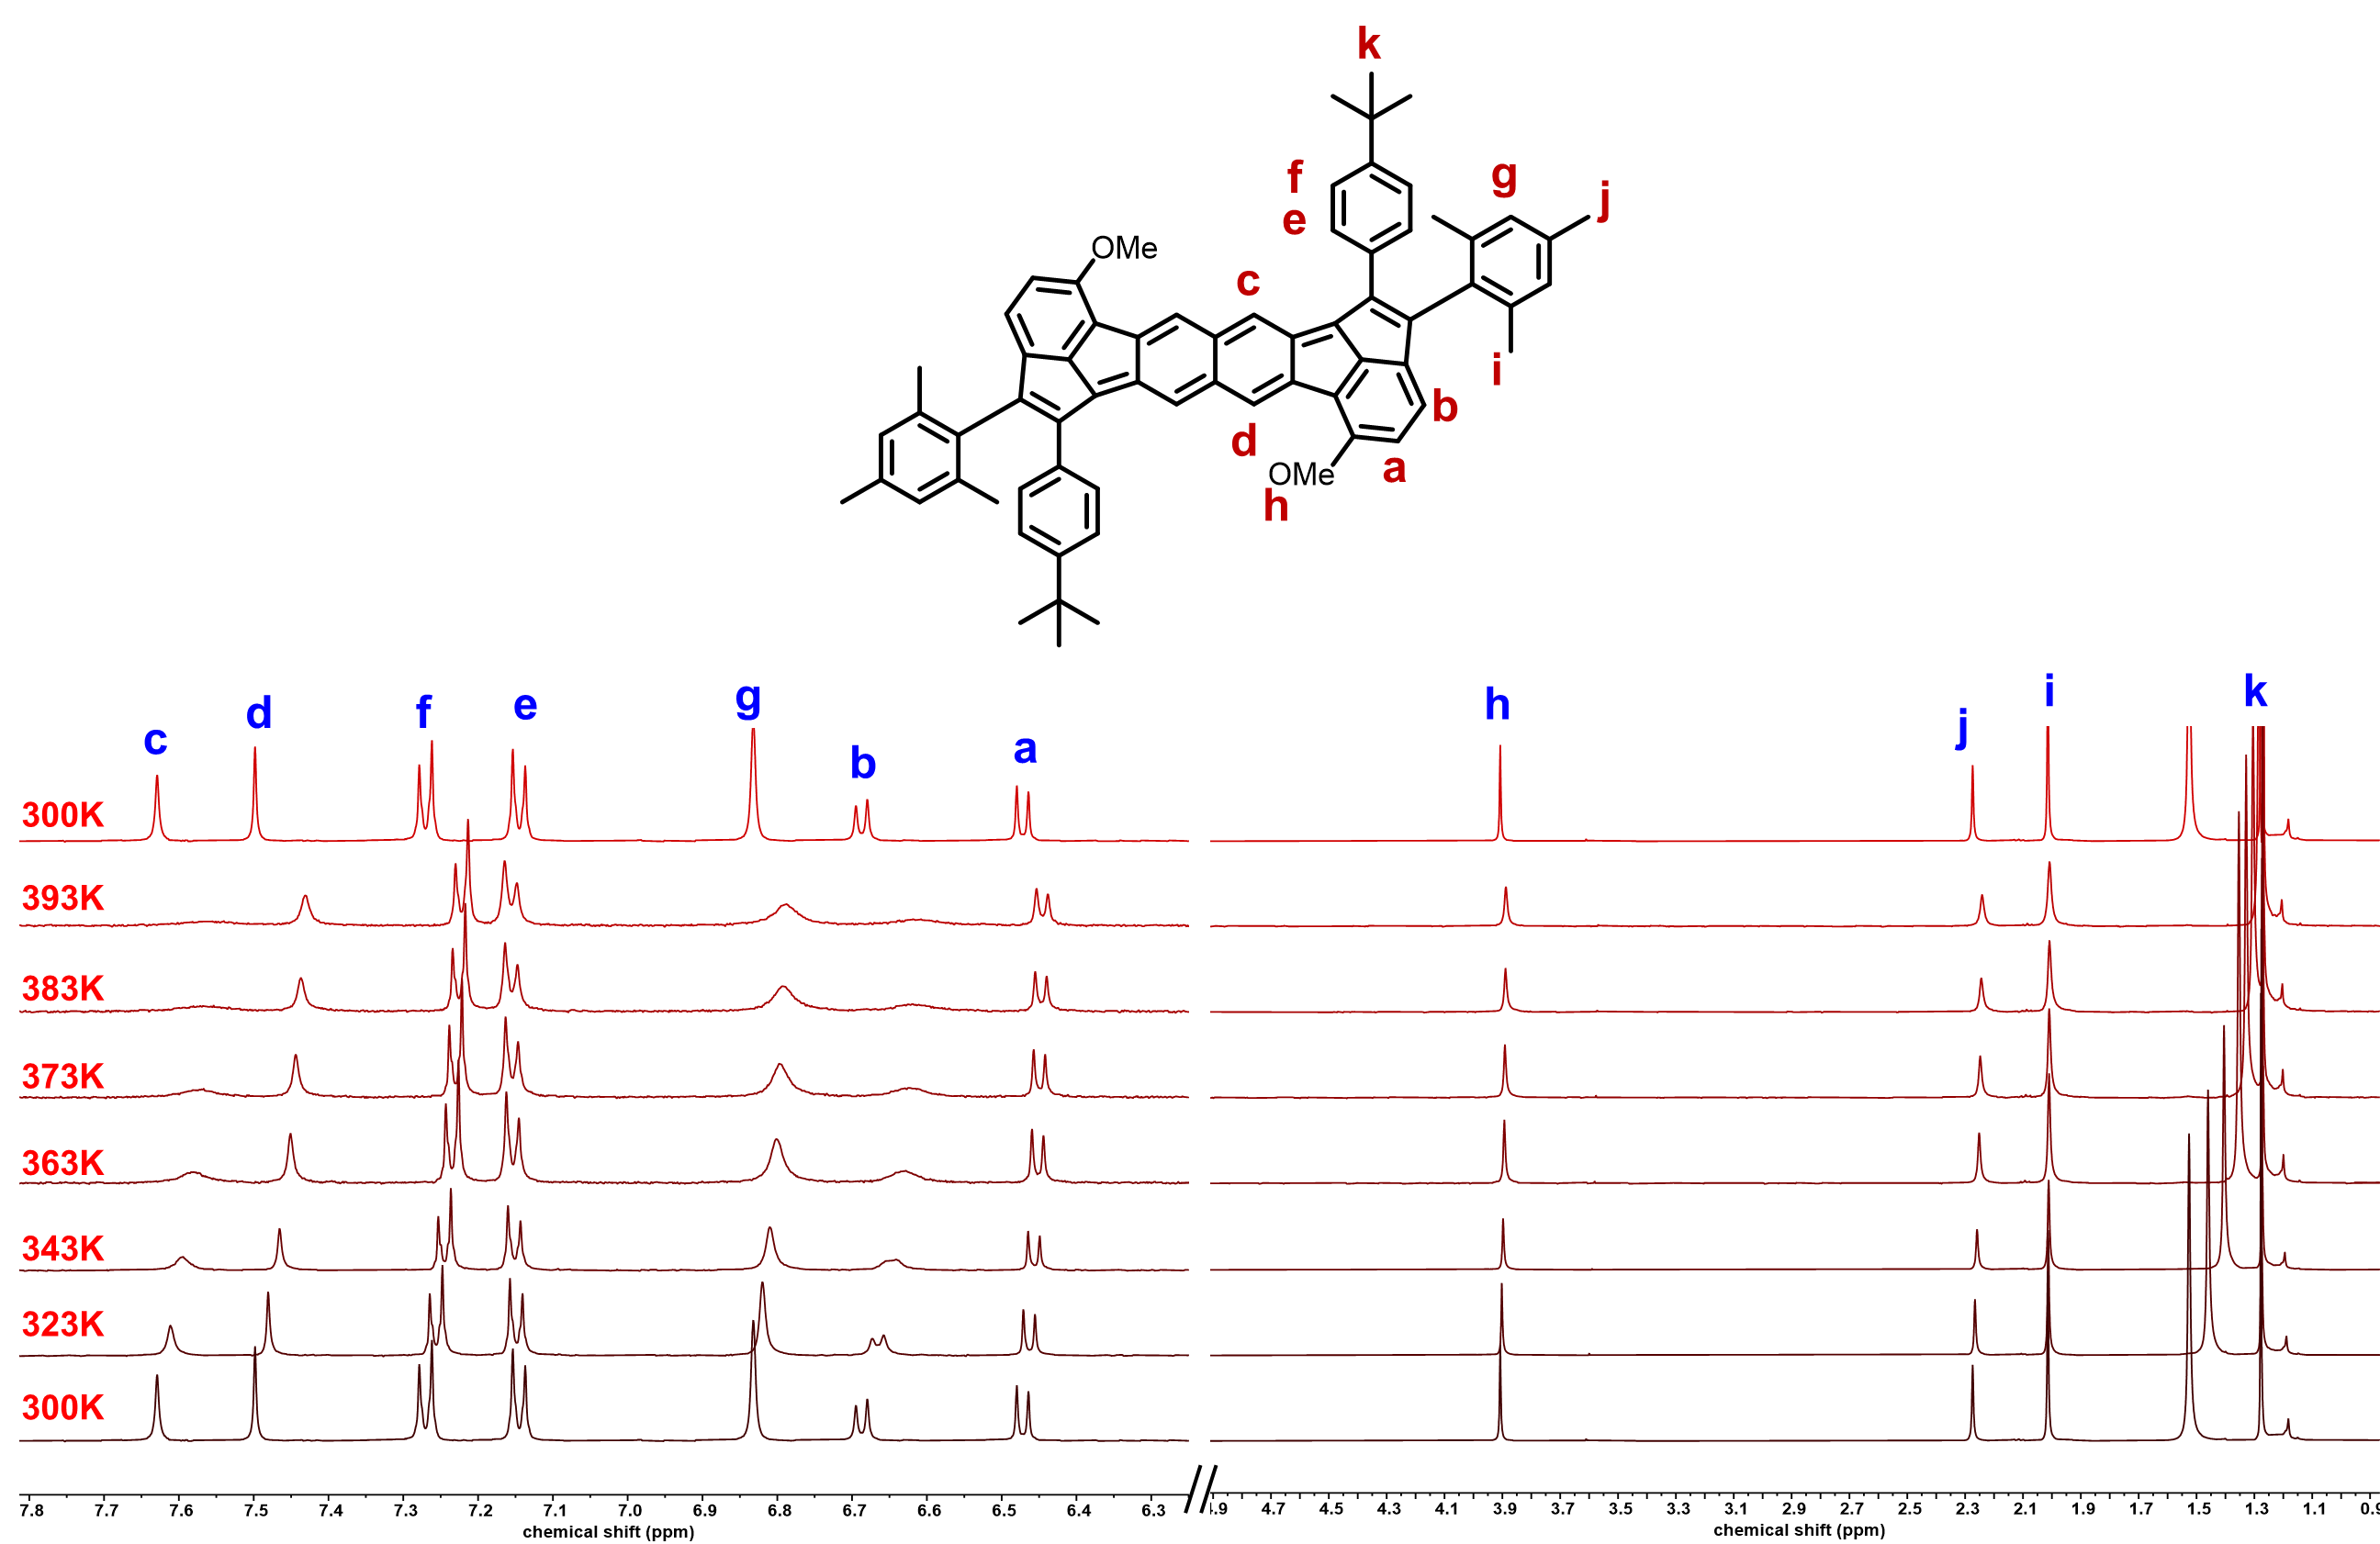 k
f
g
j
e
OMe
c
i
b
d
a
OMe
h
c d f e g b a h j i k
300K
393K
383K
373K
363K
343K
323K
300K
7.8 7.7 7.6 7.5 7.4 7.3 7.2 7.1 7.0 6.9 6.8 6.7 6.6 6.5 6.4 6.3 .9 4.7 4.5 4.3 4.1 3.9 3.7 3.5 3.3 3.1 2.9 2.7 2.5 2.3 2.1 1.9 1.7 1.5 1.3 1.1 0.9
chemical shift (ppm) chemical shift (ppm)